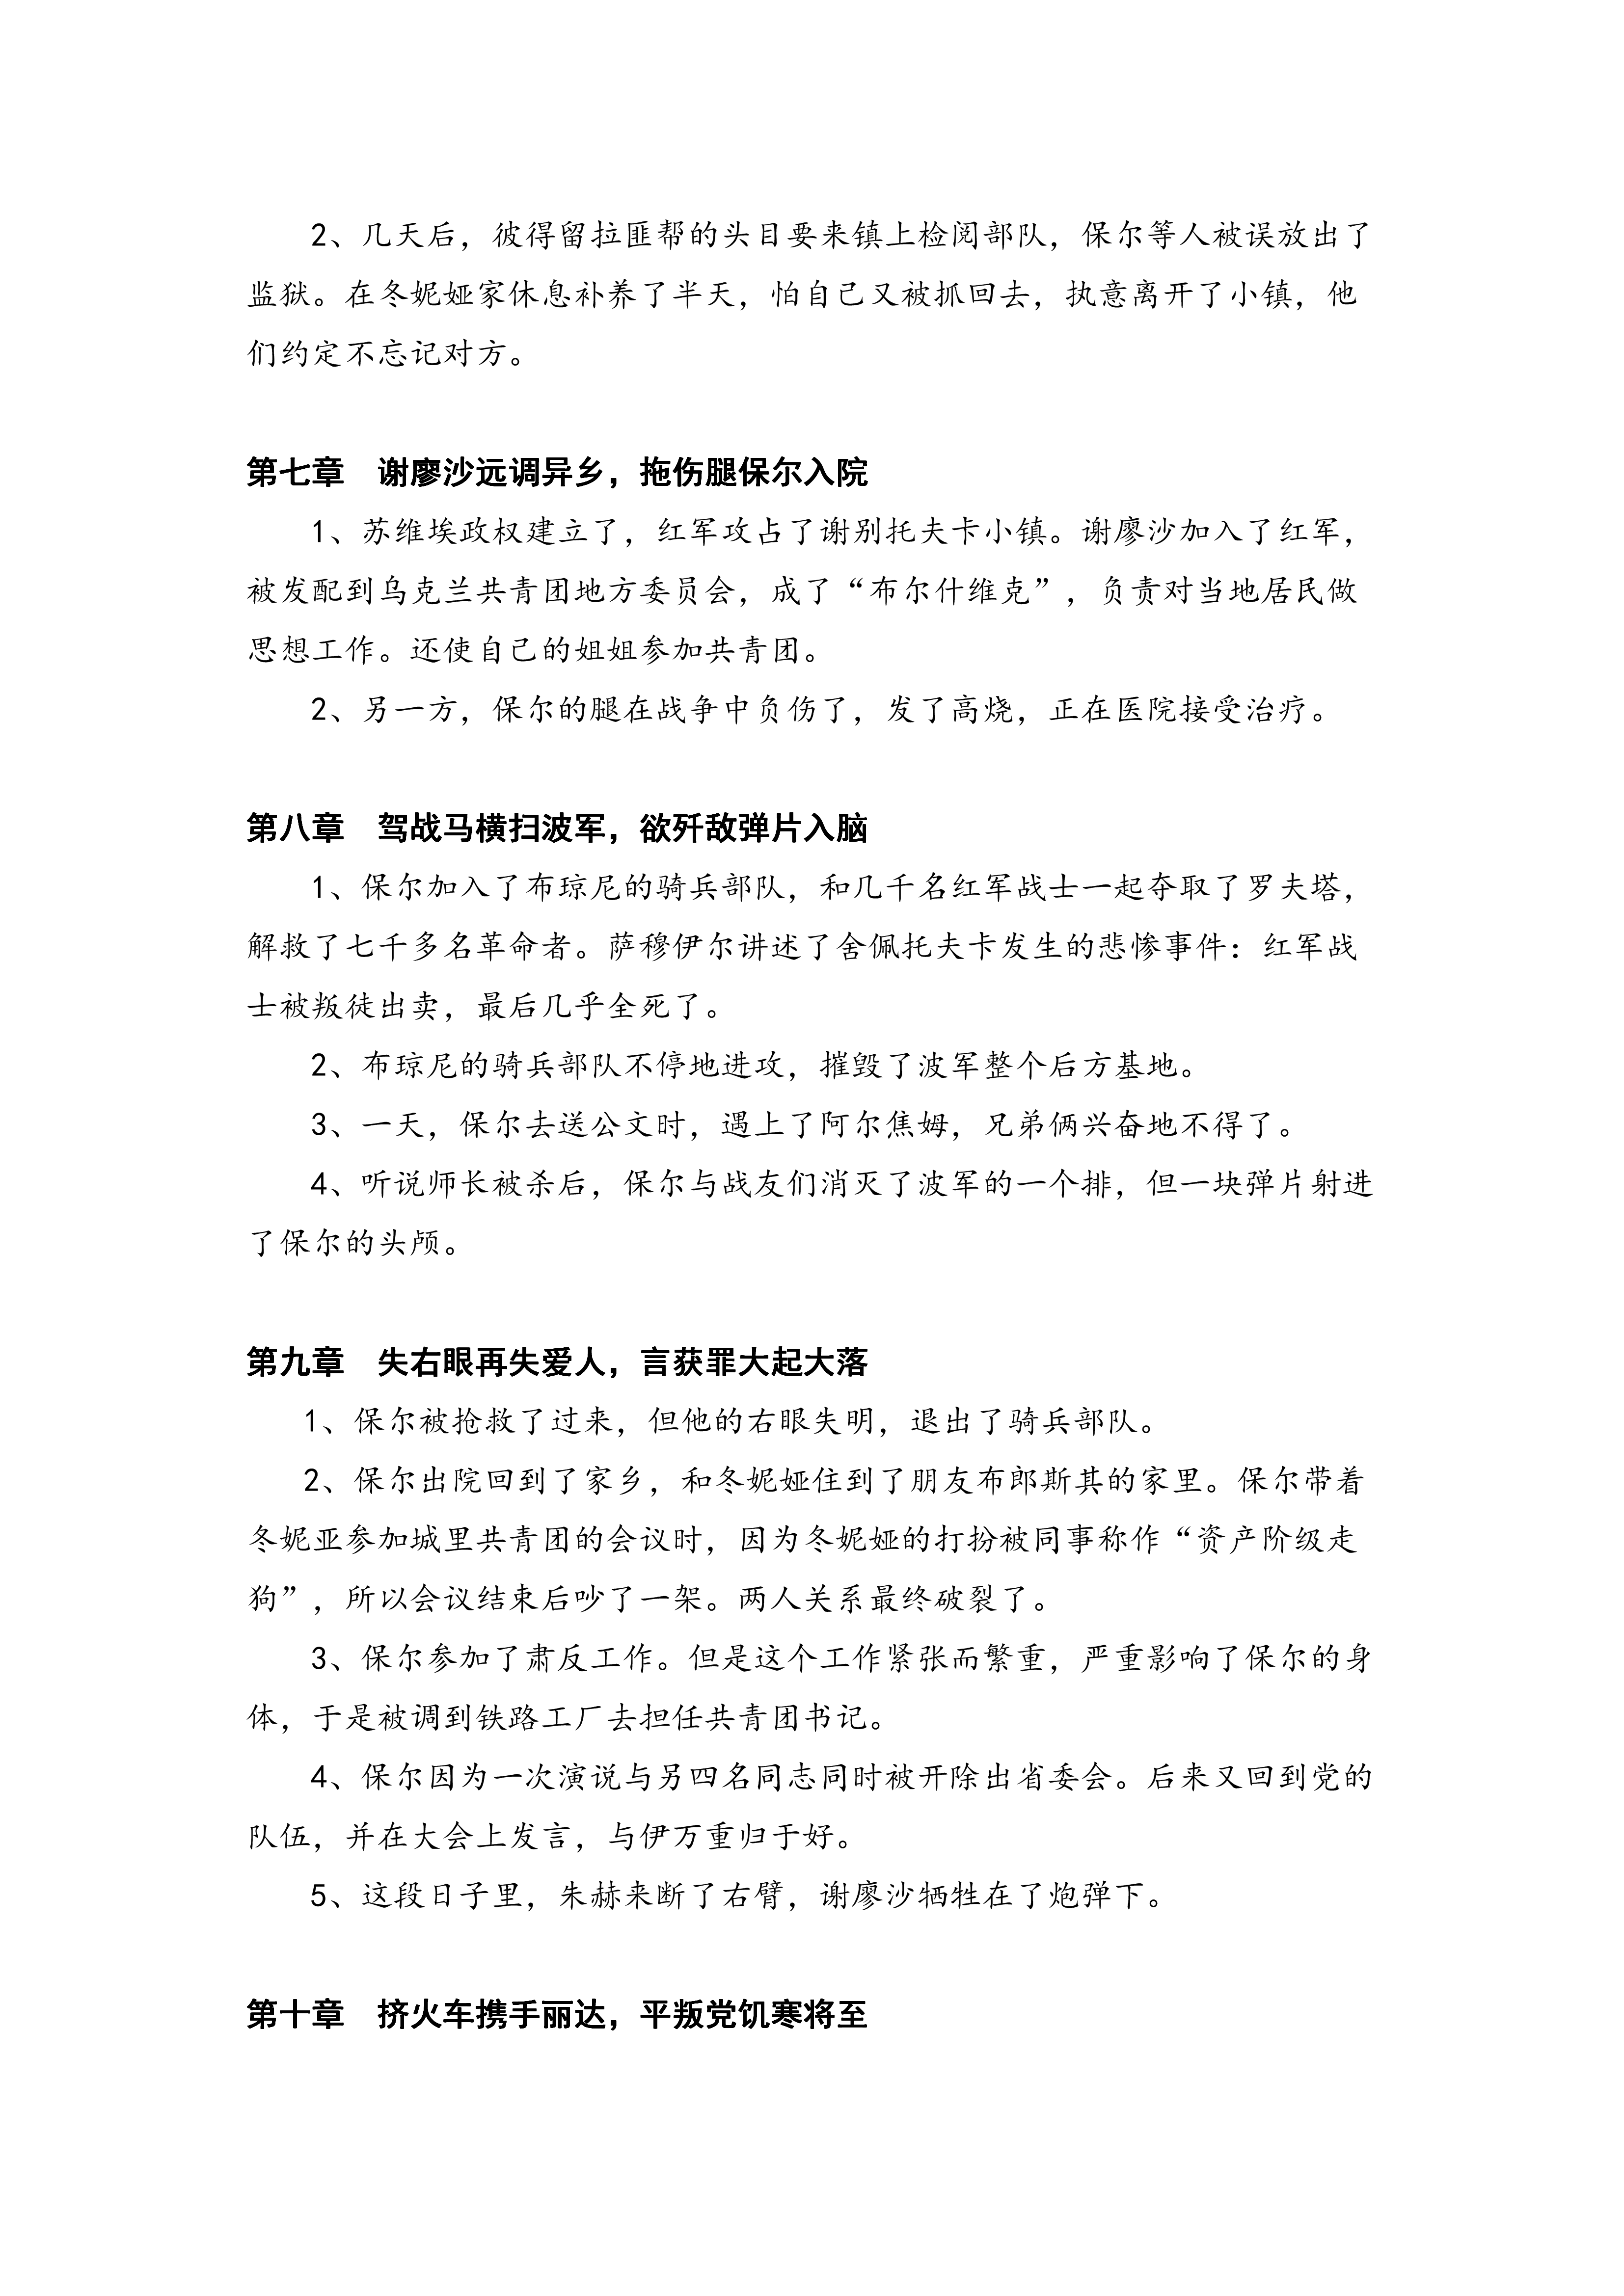 2、几天后，彼得留拉匪帮的头目要来镇上检阅部队，保尔等人被误放出了
监狱。在冬妮娅家休息补养了半天，怕自己又被抓回去，执意离开了小镇，他
们约定不忘记对方。
第七章　谢廖沙远调异乡，拖伤腿保尔入院
1、苏维埃政权建立了，红军攻占了谢别托夫卡小镇。谢廖沙加入了红军，
被发配到乌克兰共青团地方委员会，成了“布尔什维克”，负责对当地居民做
思想工作。还使自己的姐姐参加共青团。
2、另一方，保尔的腿在战争中负伤了，发了高烧，正在医院接受治疗。
第八章　驾战马横扫波军，欲歼敌弹片入脑
1、保尔加入了布琼尼的骑兵部队，和几千名红军战士一起夺取了罗夫塔，
解救了七千多名革命者。萨穆伊尔讲述了舍佩托夫卡发生的悲惨事件：红军战
士被叛徒出卖，最后几乎全死了。
2、布琼尼的骑兵部队不停地进攻，摧毁了波军整个后方基地。
3、一天，保尔去送公文时，遇上了阿尔焦姆，兄弟俩兴奋地不得了。
4、听说师长被杀后，保尔与战友们消灭了波军的一个排，但一块弹片射进
了保尔的头颅。
第九章　失右眼再失爱人，言获罪大起大落
1、保尔被抢救了过来，但他的右眼失明，退出了骑兵部队。
2、保尔出院回到了家乡，和冬妮娅住到了朋友布郎斯其的家里。保尔带着
冬妮亚参加城里共青团的会议时，因为冬妮娅的打扮被同事称作“资产阶级走
狗”，所以会议结束后吵了一架。两人关系最终破裂了。
3、保尔参加了肃反工作。但是这个工作紧张而繁重，严重影响了保尔的身
体，于是被调到铁路工厂去担任共青团书记。
4、保尔因为一次演说与另四名同志同时被开除出省委会。后来又回到党的
队伍，并在大会上发言，与伊万重归于好。
5、这段日子里，朱赫来断了右臂，谢廖沙牺牲在了炮弹下。
第十章　挤火车携手丽达，平叛党饥寒将至